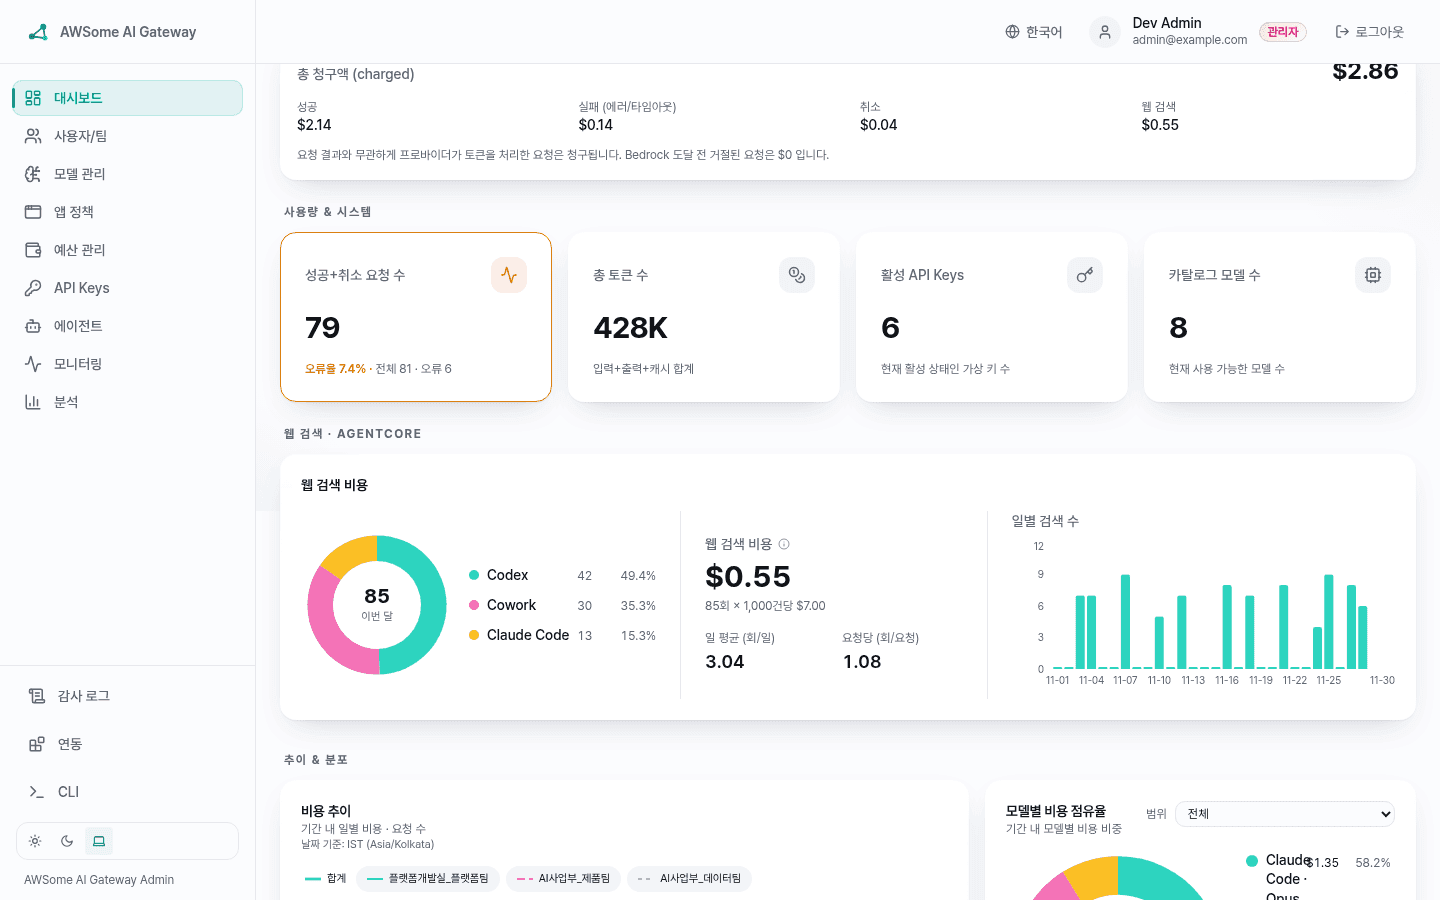 AWSome AI Gateway
한국어
Dev Admin
admin@example.com
관리자
로그아웃
대시보드
사용자/팀
모델 관리
앱 정책
예산 관리
API Keys
에이전트
모니터링
분석
감사 로그
연동
CLI
AWSome AI Gateway Admin
총 청구액 (charged)
$2.86
성공
실패 (에러/타임아웃)
취소
웹 검색
$2.14
$0.14
$0.04
$0.55
요청 결과와 무관하게 프로바이더가 토큰을 처리한 요청은 청구됩니다. Bedrock 도달 전 거절된 요청은 $0 입니다.
사용량 & 시스템
성공+취소 요청 수
79
오류율 7.4% · 전체 81 · 오류 6
총 토큰 수
428K
입력+출력+캐시 합계
활성 API Keys
6
현재 활성 상태인 가상 키 수
카탈로그 모델 수
8
현재 사용 가능한 모델 수
웹 검색 · AGENTCORE
웹 검색 비용
85
이번 달
Codex 42 49.4%
Cowork 30 35.3%
Claude Code 13 15.3%
웹 검색 비용
$0.55
85회 × 1,000건당 $7.00
일 평균 (회/일)
3.04
요청당 (회/요청)
1.08
일별 검색 수
12
9
6
3
0
11-01 11-04 11-07 11-10 11-13 11-16 11-19 11-22 11-25 11-30
추이 & 분포
비용 추이
기간 내 일별 비용 · 요청 수
날짜 기준: IST (Asia/Kolkata)
합계
플랫폼개발실_플랫폼팀
AI사업부_제품팀
AI사업부_데이터팀
모델별 비용 점유율
기간 내 모델별 비용 비중
범위
전체
Claude $1.35 58.2%
Code ·
Opus